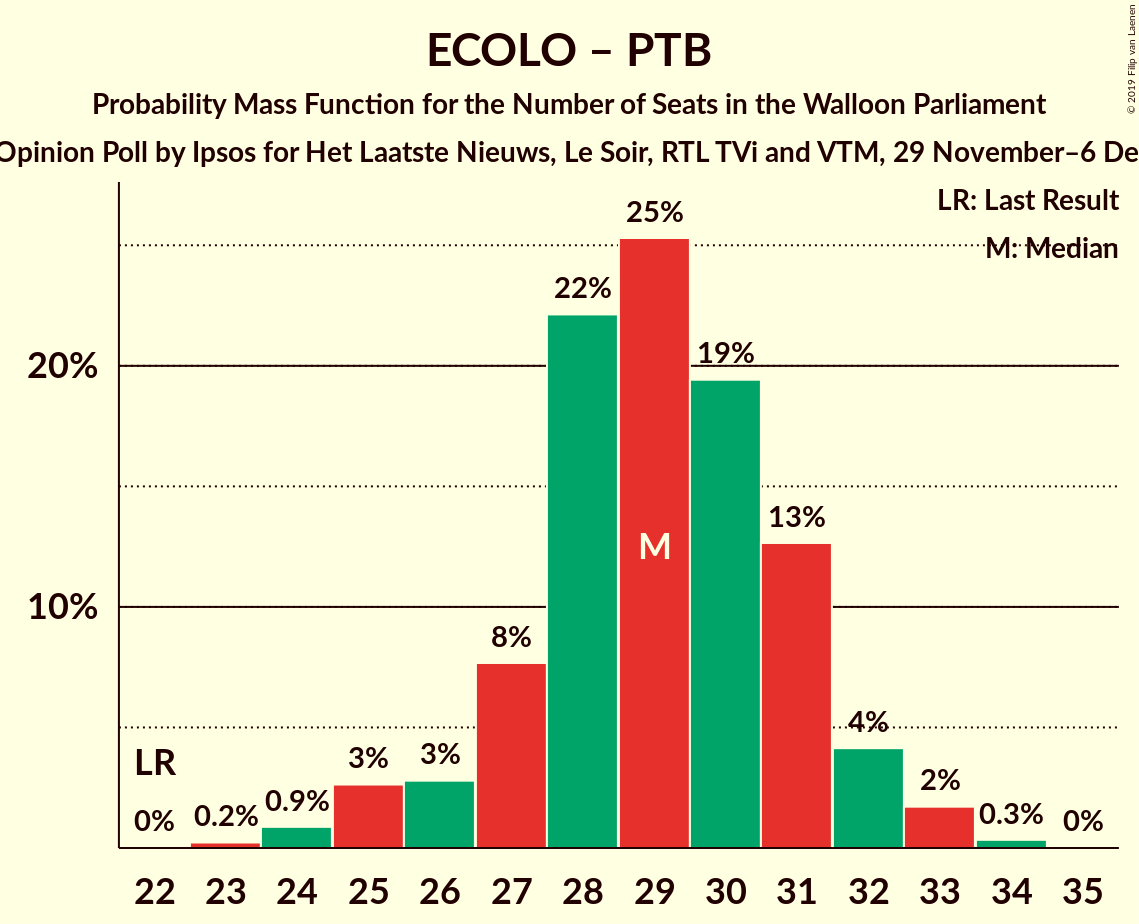 ECOLO – PTB
Probability Mass Function for the Number of Seats in the Walloon Parliament
Opinion Poll by Ipsos for Het Laatste Nieuws, Le Soir, RTL TVi and VTM, 29 November–6 De
© 2019 Filip van Laenen
LR: Last Result
M: Median
25%
22%
20%
19%
13%
M
10%
8%
4%
LR
3%
3%
2%
0%
0.2%
0.9%
0.3%
0%
22 23 24 25 26 27 28 29 30 31 32 33 34 35